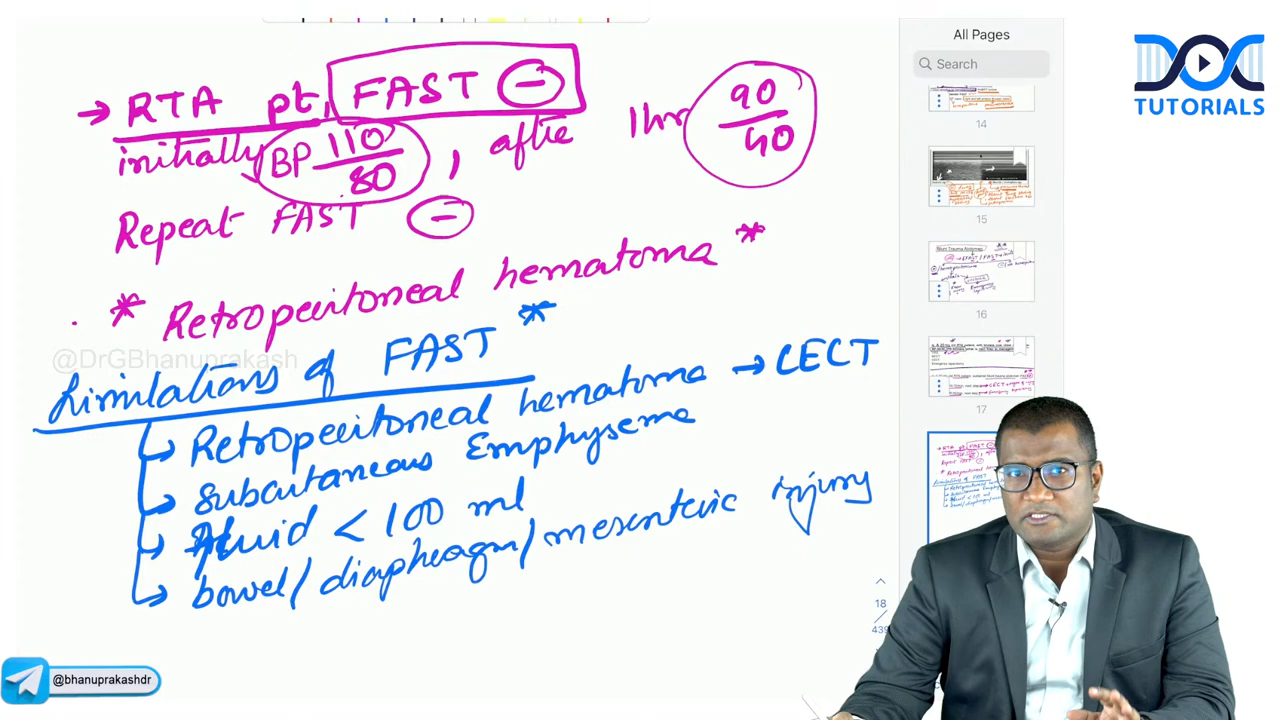 → RTA pt, FAST ⊖
initially BP 110/80, after 1hr 90/40
Repeat FAST ⊖
* Retroperitoneal hematoma *
@DrGBhanuprakash
Limitations of FAST *
Retroperitoneal hematoma → CECT
Subcutaneous Emphysema
fluid < 100 ml
bowel/diaphragm/mesenteric injury
@bhanuprakashdr
All Pages
Search
14
15
16
17
18
439
DOC
TUTORIALS